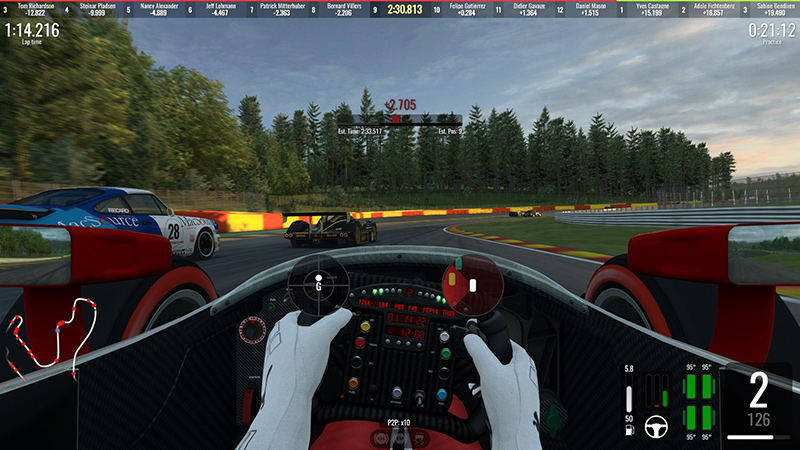 3 Tom Richardson 4 Steinar Pladsen 5 Nancy Alexander 6 Jeff Lehmann 7 Patrick Mitterhuber 8 Bernard Villers 9 2:30.813 10 Felipe Gutierrez 11 Didier Gavaze 12 Daniel Mason 1 Yves Castagne 2 Adele Fichtenberz 3 Sabine Bendixen
-12.822 -9.999 -4.889 -4.467 -2.363 -2.206 +0.284 +1.364 +1.515 +15.199 +18.857 +19.490
1:14.216
Lap time
0:21:12
Practice
+2.705
Est. Time: 2:33.517 Est. Pos: 9
RECARO
28
G
5.8
50
95° 95°
95° 95°
2
126
P2P: x10